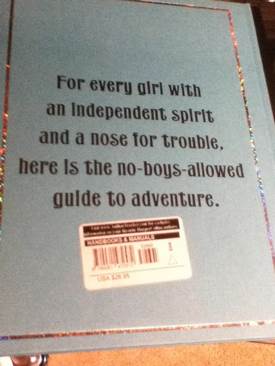 For every girl with
an independent spirit
and a nose for trouble,
here is the no-boys-allowed
guide to adventure.
HANDBOOKS & MANUALS
USA $26.95